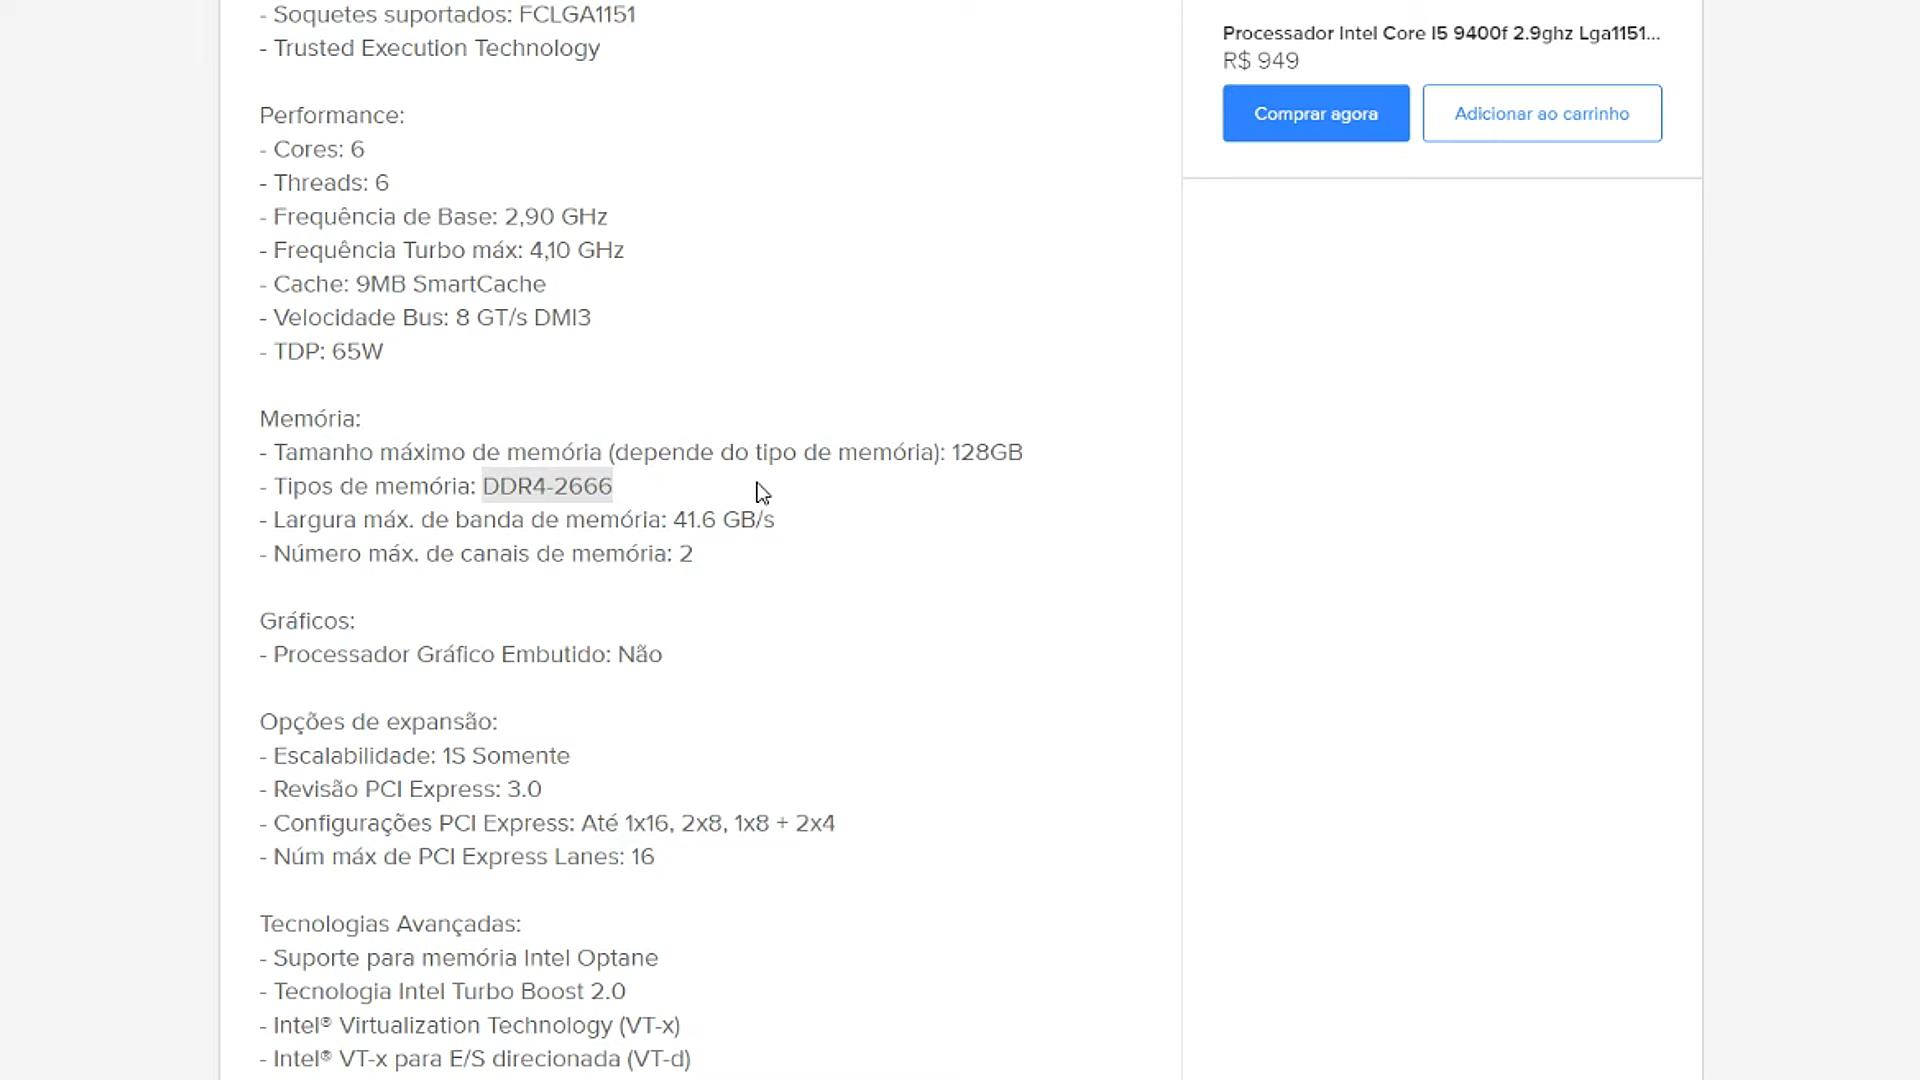 - Soquetes suportados: FCLGA1151
- Trusted Execution Technology
Performance:
- Cores: 6
- Threads: 6
- Frequência de Base: 2,90 GHz
- Frequência Turbo máx: 4,10 GHz
- Cache: 9MB SmartCache
- Velocidade Bus: 8 GT/s DMI3
- TDP: 65W
Memória:
- Tamanho máximo de memória (depende do tipo de memória): 128GB
- Tipos de memória: DDR4-2666
- Largura máx. de banda de memória: 41.6 GB/s
- Número máx. de canais de memória: 2
Gráficos:
- Processador Gráfico Embutido: Não
Opções de expansão:
- Escalabilidade: 1S Somente
- Revisão PCI Express: 3.0
- Configurações PCI Express: Até 1x16, 2x8, 1x8 + 2x4
- Núm máx de PCI Express Lanes: 16
Tecnologias Avançadas:
- Suporte para memória Intel Optane
- Tecnologia Intel Turbo Boost 2.0
- Intel® Virtualization Technology (VT-x)
- Intel® VT-x para E/S direcionada (VT-d)
Processador Intel Core I5 9400f 2.9ghz Lga1151...
R$ 949
Comprar agora
Adicionar ao carrinho